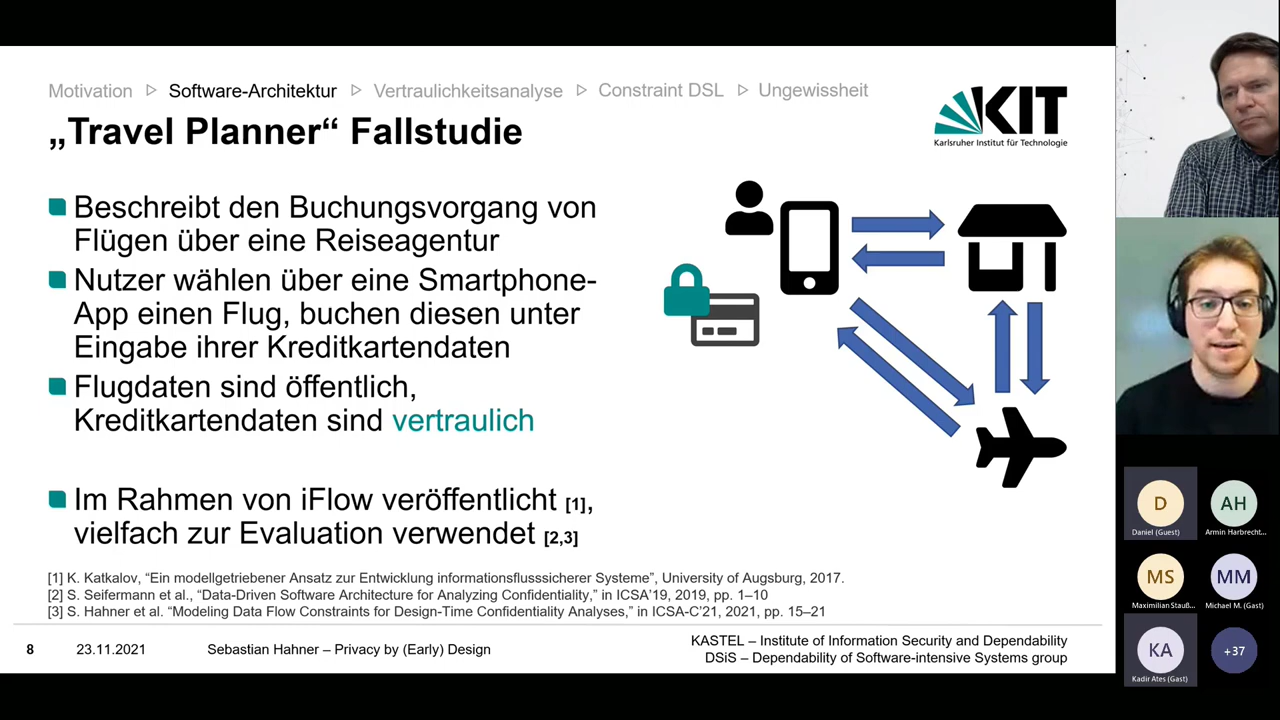 Motivation ▷ Software-Architektur ▷ Vertraulichkeitsanalyse ▷ Constraint DSL ▷ Ungewissheit
„Travel Planner“ Fallstudie
KIT
Karlsruher Institut für Technologie
Beschreibt den Buchungsvorgang von
Flügen über eine Reiseagentur
Nutzer wählen über eine Smartphone-
App einen Flug, buchen diesen unter
Eingabe ihrer Kreditkartendaten
Flugdaten sind öffentlich,
Kreditkartendaten sind vertraulich
Im Rahmen von iFlow veröffentlicht [1],
vielfach zur Evaluation verwendet [2,3]
[1] K. Katkalov, “Ein modellgetriebener Ansatz zur Entwicklung informationsflusssicherer Systeme”, University of Augsburg, 2017.
[2] S. Seifermann et al., “Data-Driven Software Architecture for Analyzing Confidentiality,” in ICSA’19, 2019, pp. 1–10
[3] S. Hahner et al. “Modeling Data Flow Constraints for Design-Time Confidentiality Analyses,” in ICSA-C’21, 2021, pp. 15–21
8 23.11.2021 Sebastian Hahner – Privacy by (Early) Design
KASTEL – Institute of Information Security and Dependability
DSiS – Dependability of Software-intensive Systems group
D
Daniel (Guest)
AH
Armin Harbrecht...
MS
Maximilian Stauß...
MM
Michael M. (Gast)
KA
Kadir Ates (Gast)
+37